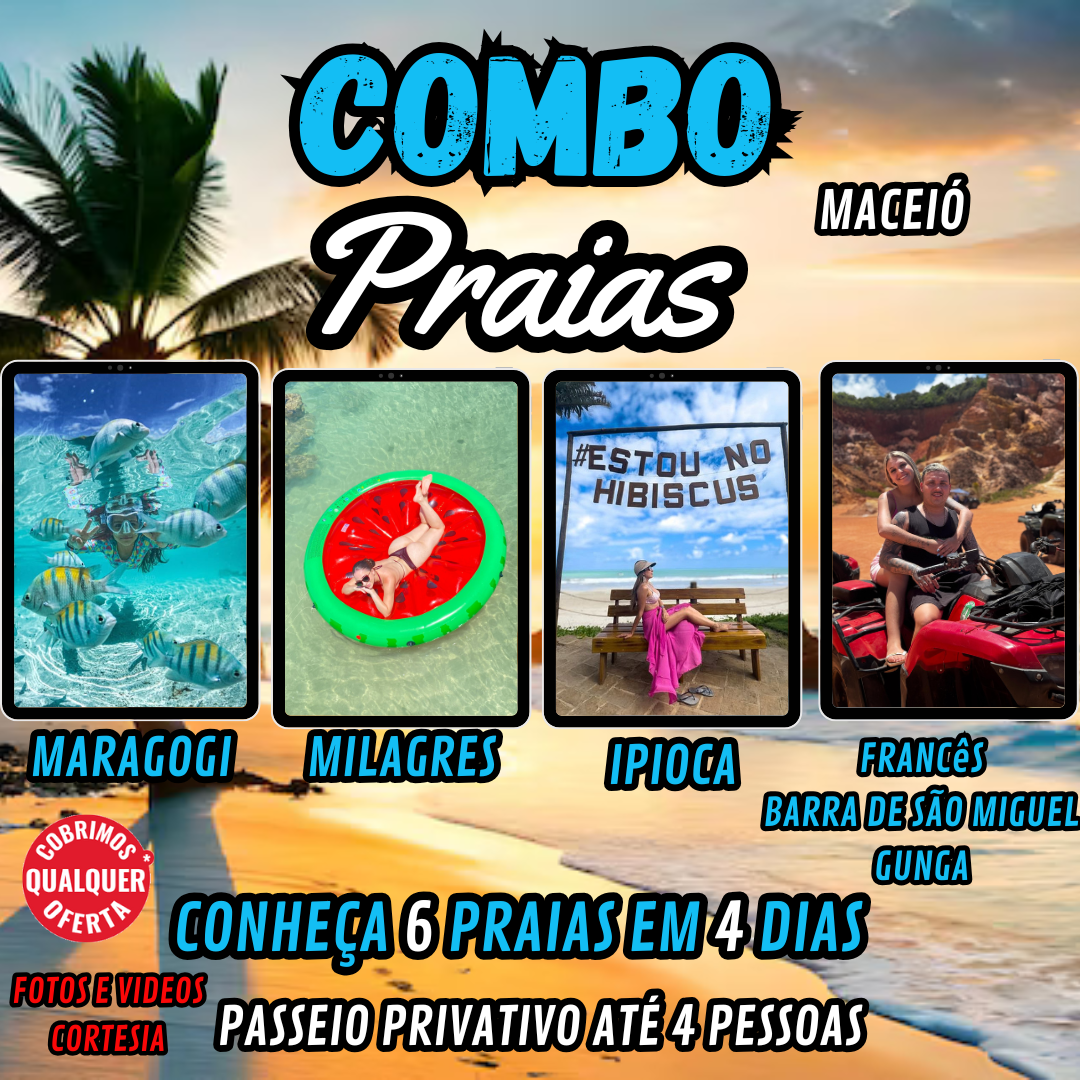 COMBO
MACEIÓ
Praias
#ESTOU NO
HIBISCUS
MARAGOGI
MILAGRES
IPIOCA
FRANCês
BARRA DE SÃO MIGUEL
GUNGA
COBRIMOS
QUALQUER
OFERTA*
CONHEÇA 6 PRAIAS EM 4 DIAS
FOTOS E VIDEOS
CORTESIA
PASSEIO PRIVATIVO ATÉ 4 PESSOAS